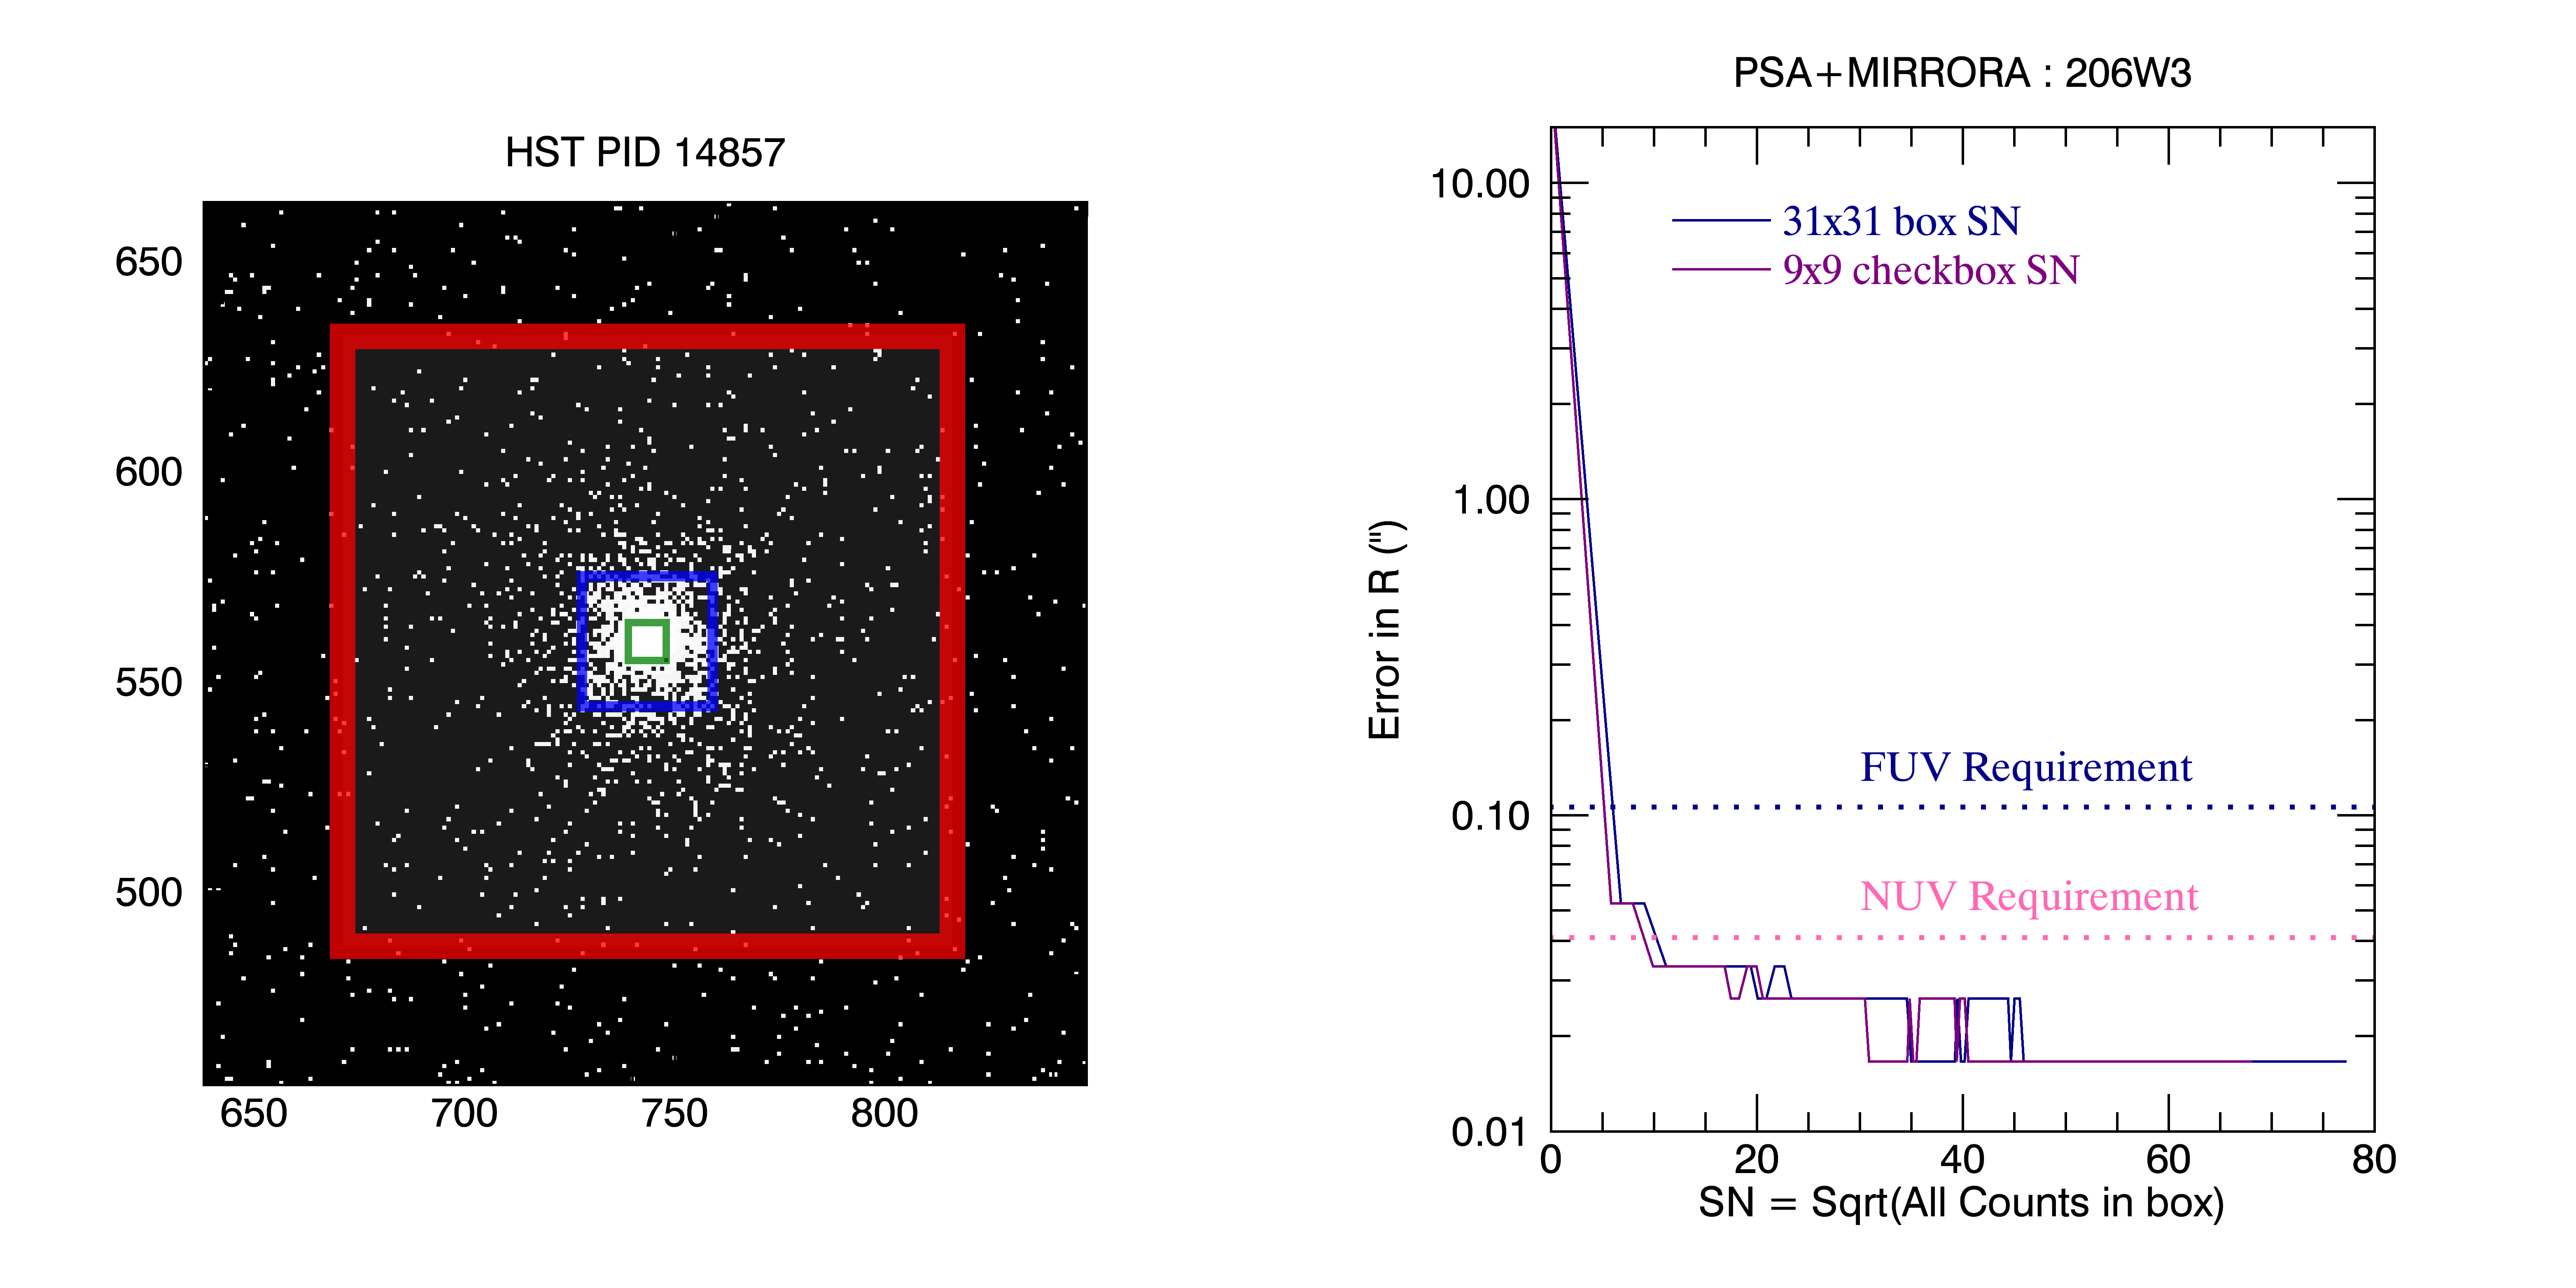 HST PID 14857
650
600
550
500
650 700 750 800
PSA+MIRRORA : 206W3
10.00
1.00
0.10
0.01
Error in R (")
31x31 box SN
9x9 checkbox SN
FUV Requirement
NUV Requirement
0 20 40 60 80
SN = Sqrt(All Counts in box)